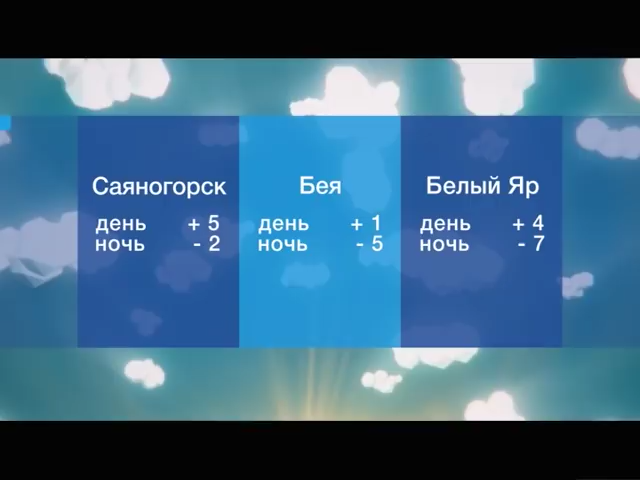 Саяногорск
день + 5
ночь - 2
Бея
день + 1
ночь - 5
Белый Яр
день + 4
ночь - 7